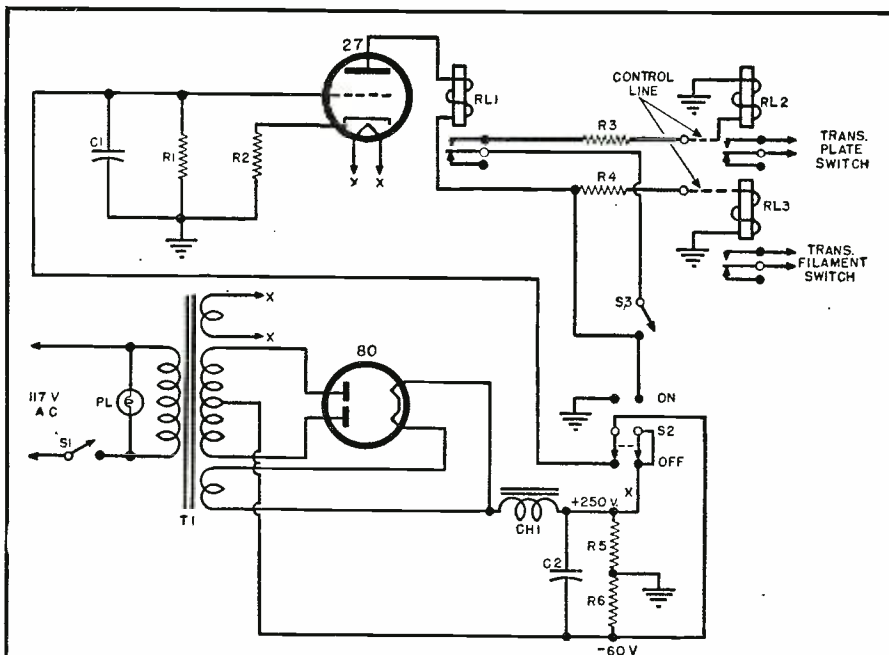 27
RL1
CONTROL
LINE
RL2
C1
R1
R2
R3
TRANS.
PLATE
SWITCH
R4
X X
RL3
TRANS.
FILAMENT
SWITCH
S3
X
X
80
117 V
A C
PL
S1
T1
ON
S2
OFF
X
+250 V.
CH1
R5
C2
R6
-60 V